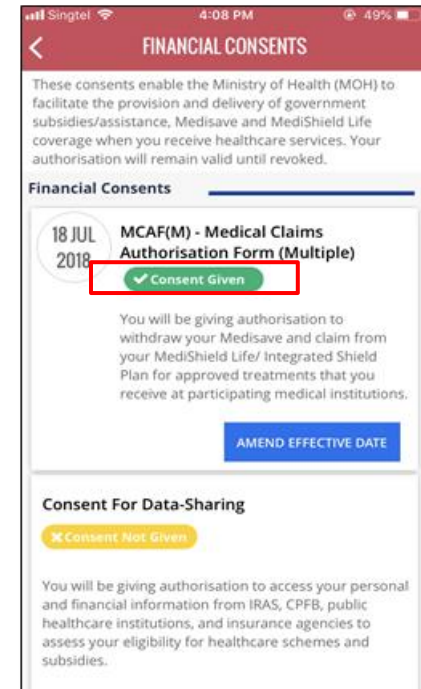 Singtel 4:08 PM 49%
FINANCIAL CONSENTS
These consents enable the Ministry of Health (MOH) to
facilitate the provision and delivery of government
subsidies/assistance, Medisave and MediShield Life
coverage when you receive healthcare services. Your
authorisation will remain valid until revoked.
Financial Consents
18 JUL
2018
MCAF(M) - Medical Claims
Authorisation Form (Multiple)
Consent Given
You will be giving authorisation to
withdraw your Medisave and claim from
your MediShield Life/ Integrated Shield
Plan for approved treatments that you
receive at participating medical institutions.
AMEND EFFECTIVE DATE
Consent For Data-Sharing
Consent Not Given
You will be giving authorisation to access your personal
and financial information from IRAS, CPFB, public
healthcare institutions, and insurance agencies to
assess your eligibility for healthcare schemes and
subsidies.